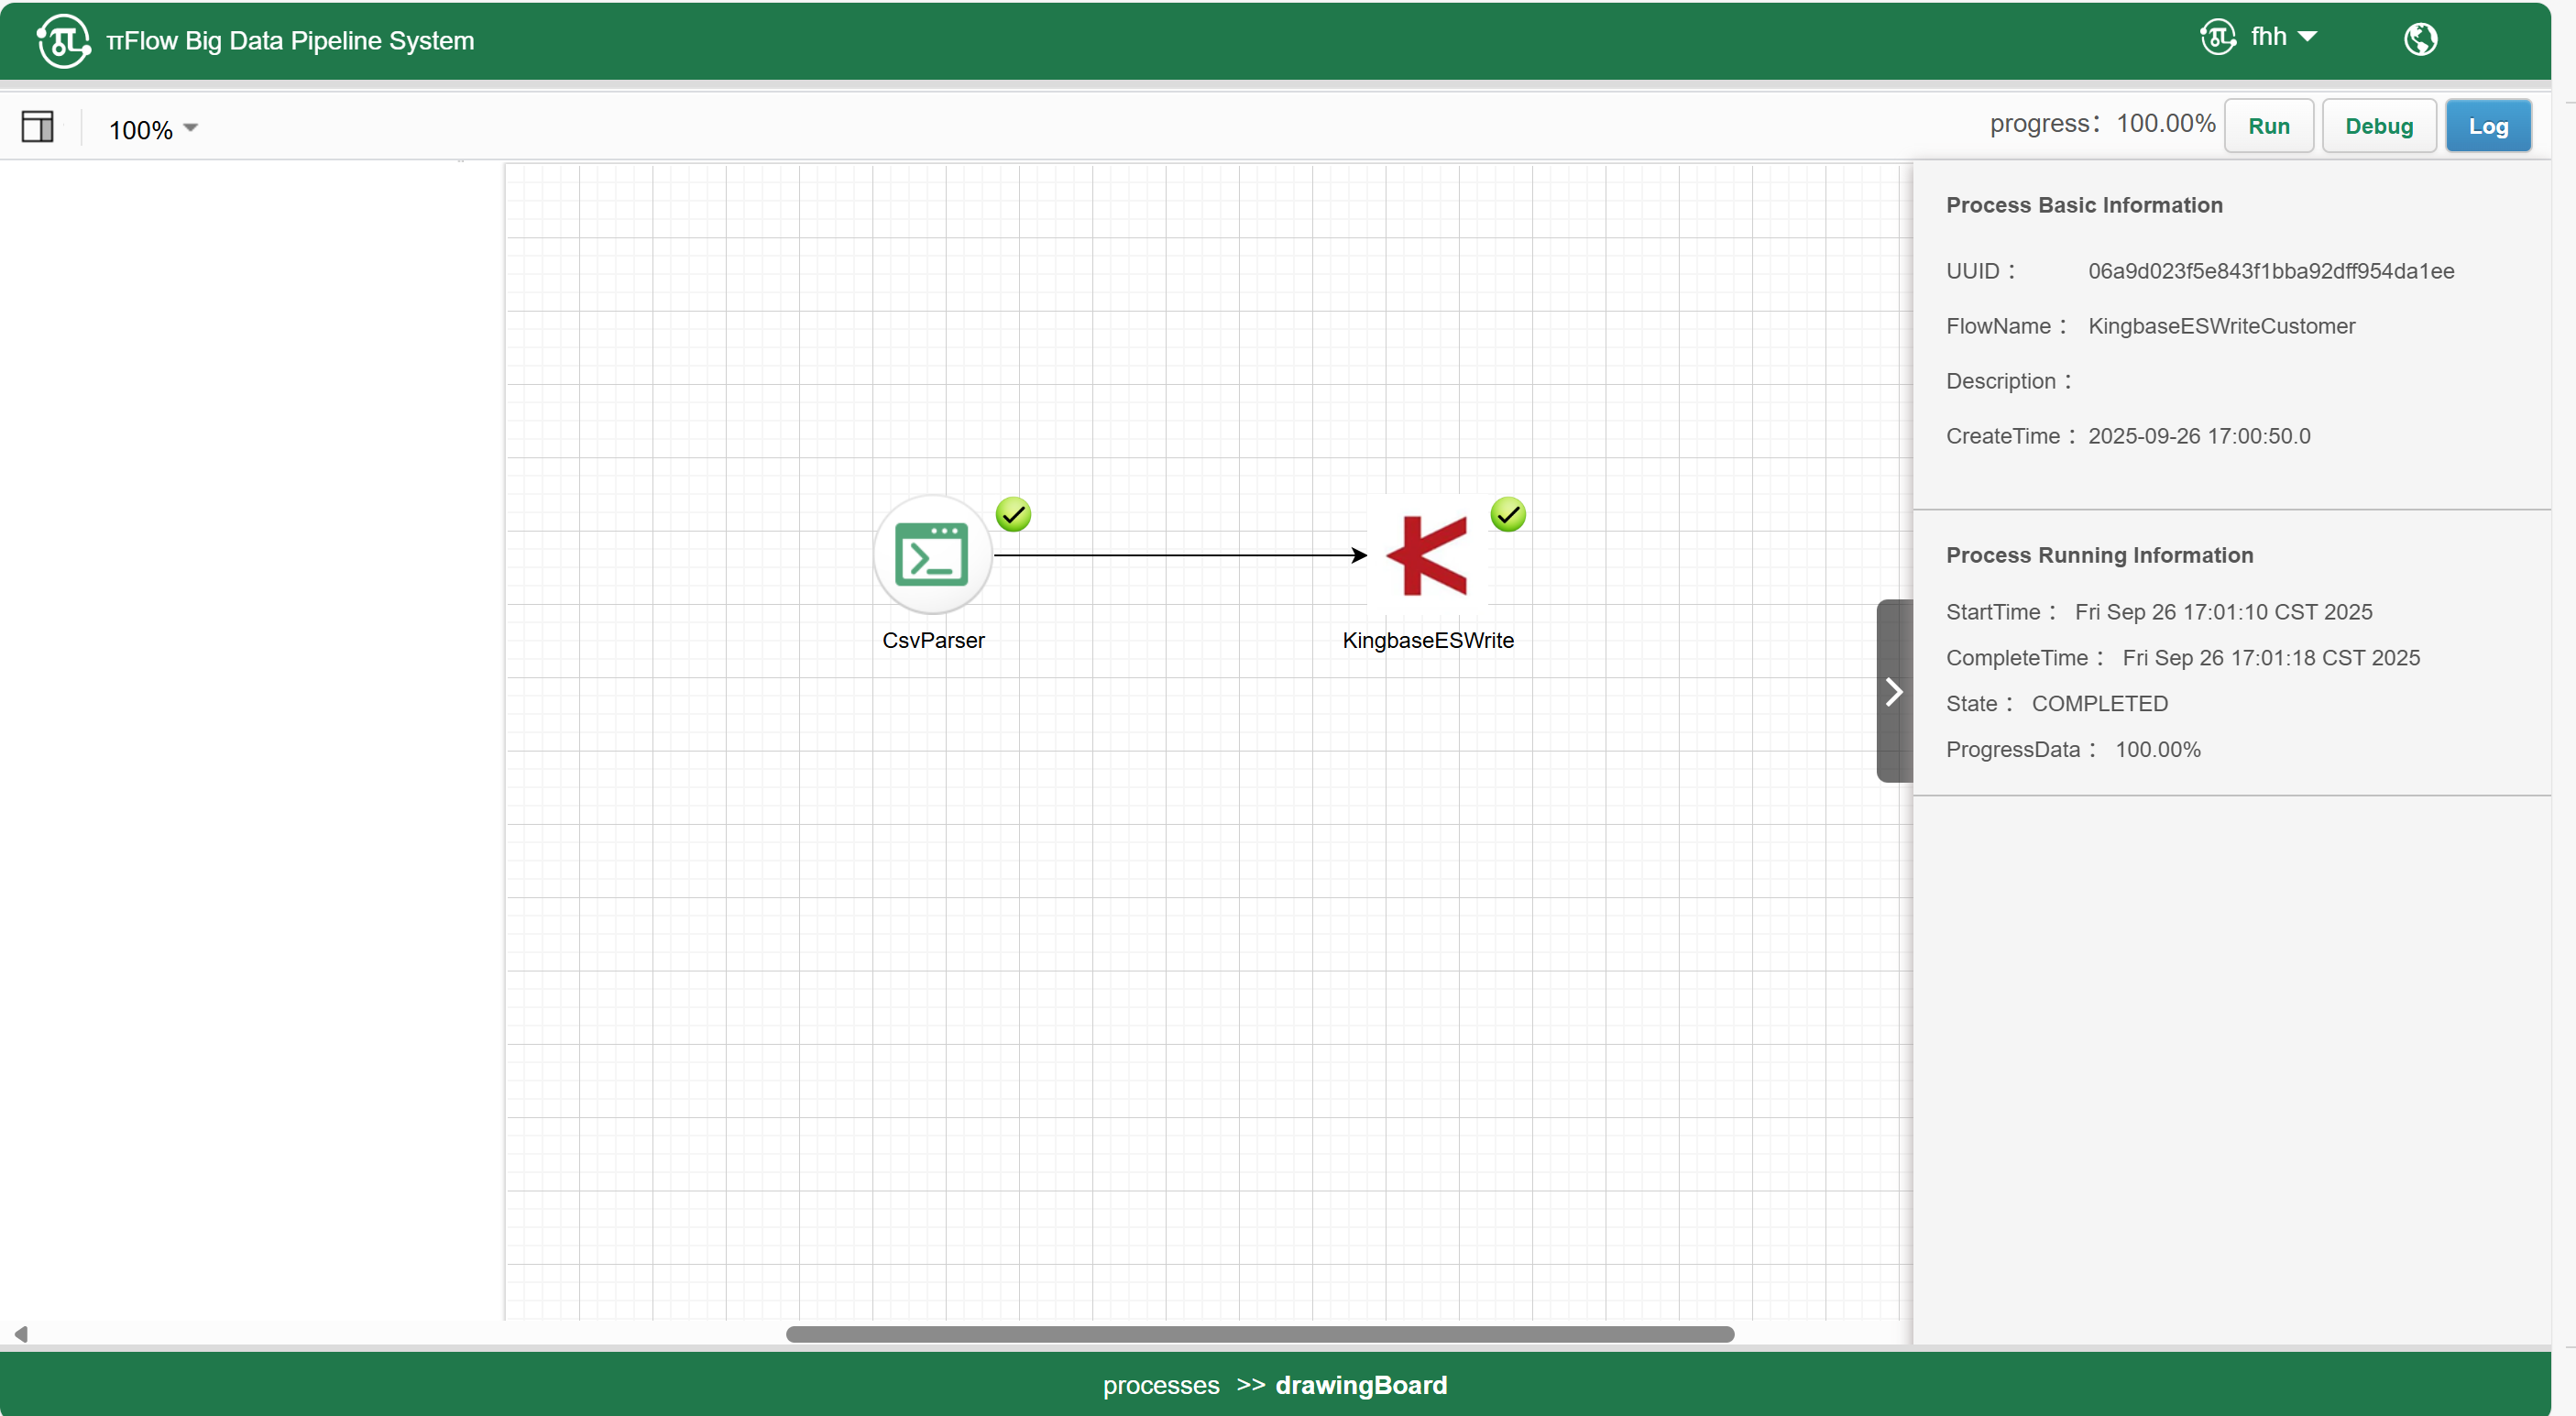 πFlow Big Data Pipeline System
fhh
100%
progress：100.00%
Run
Debug
Log
Process Basic Information
UUID： 06a9d023f5e843f1bba92dff954da1ee
FlowName： KingbaseESWriteCustomer
Description：
CreateTime： 2025-09-26 17:00:50.0
CsvParser
KingbaseESWrite
Process Running Information
StartTime： Fri Sep 26 17:01:10 CST 2025
CompleteTime： Fri Sep 26 17:01:18 CST 2025
State： COMPLETED
ProgressData： 100.00%
processes >> drawingBoard